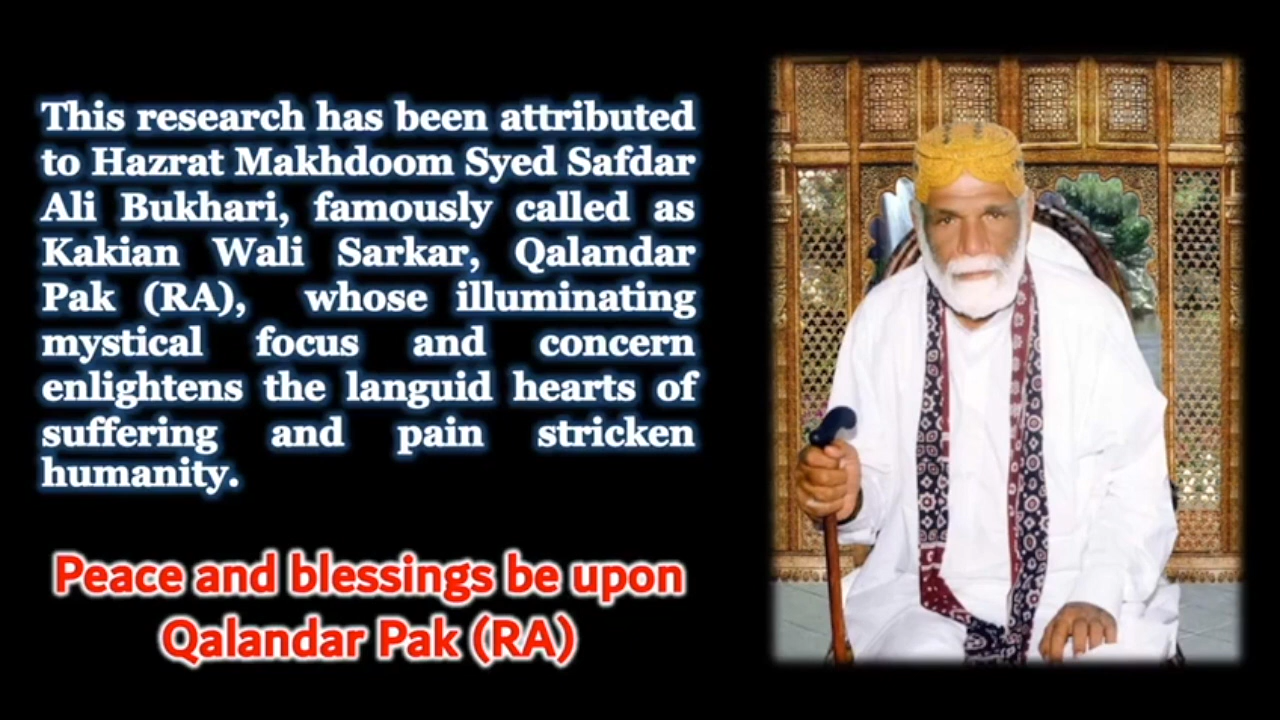 This research has been attributed
to Hazrat Makhdoom Syed Safdar
Ali Bukhari, famously called as
Kakian Wali Sarkar, Qalandar
Pak (RA), whose illuminating
mystical focus and concern
enlightens the languid hearts of
suffering and pain stricken
humanity.
Peace and blessings be upon
Qalandar Pak (RA)